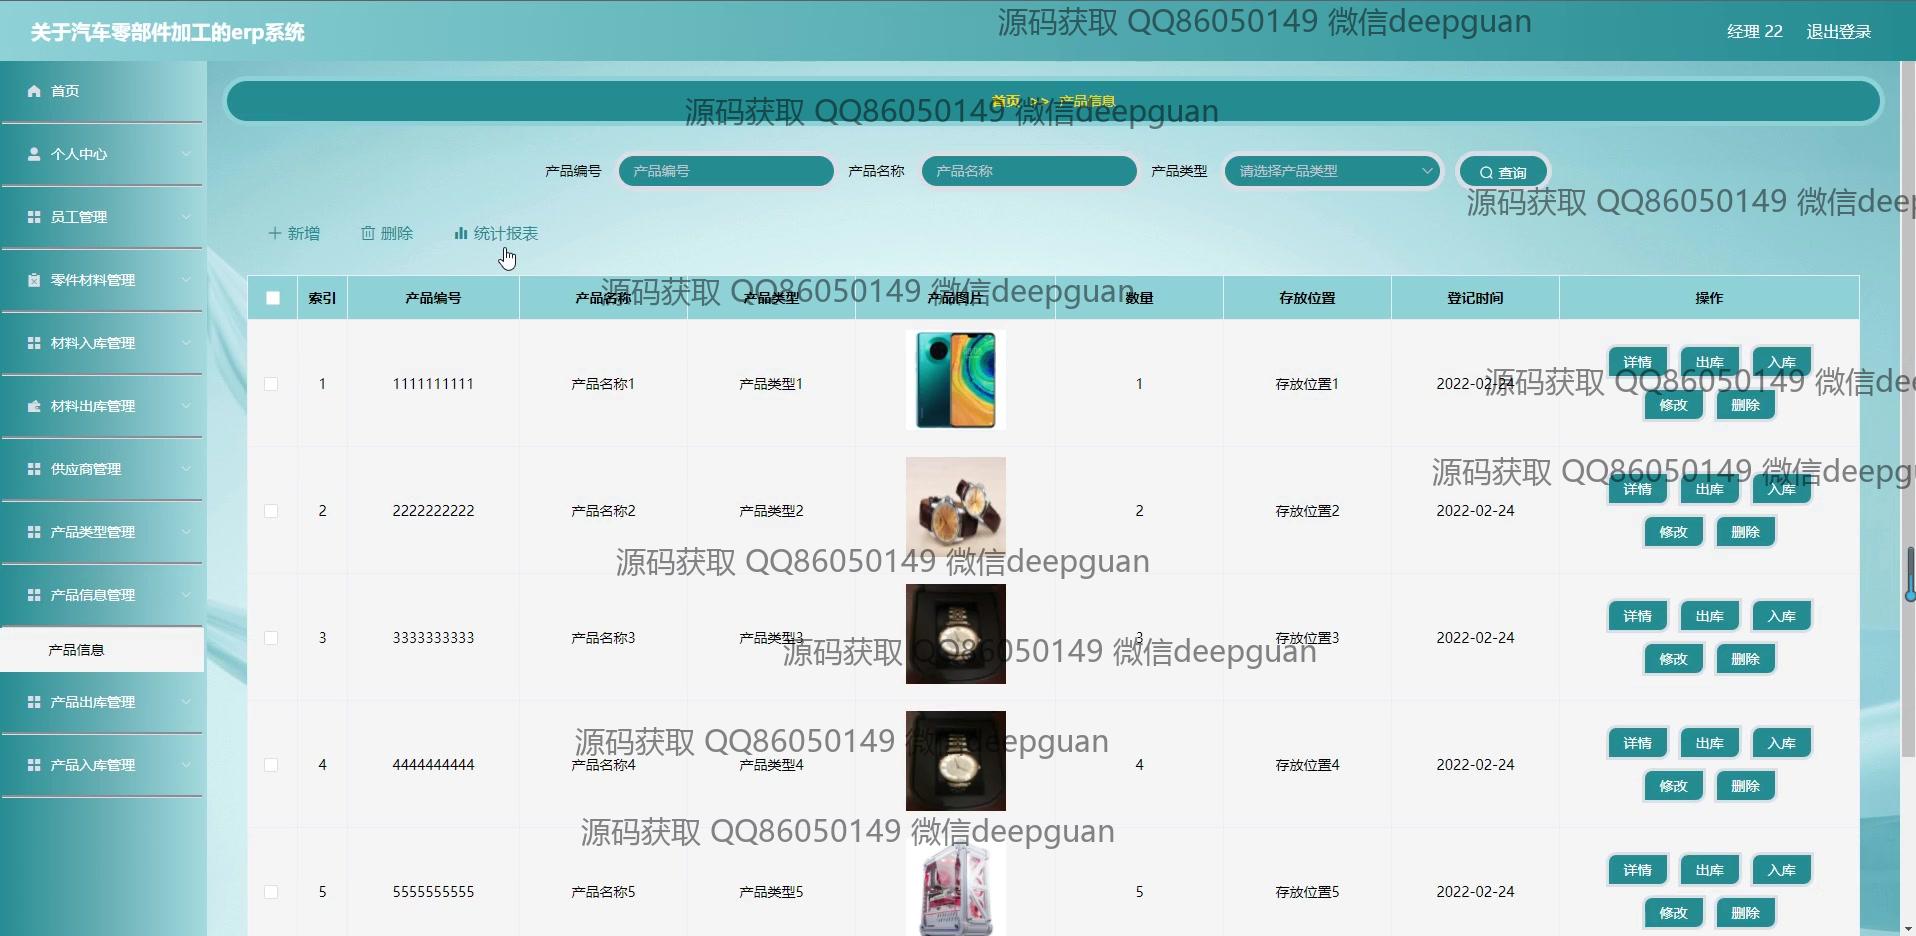 关于汽车零部件加工的erp系统
源码获取 QQ86050149 微信deepguan
经理 22 退出登录
首页
个人中心
员工管理
零件材料管理
材料入库管理
材料出库管理
供应商管理
产品类型管理
产品信息管理
产品信息
产品出库管理
产品入库管理
首页 >> 产品信息
源码获取 QQ86050149 微信deepguan
产品编号 产品编号 产品名称 产品名称 产品类型 请选择产品类型 查询
源码获取 QQ86050149 微信deep
新增 删除 统计报表
源码获取 QQ86050149 微信deepguan
索引 产品编号 产品名称 产品类型 产品图片 数量 存放位置 登记时间 操作
1 1111111111 产品名称1 产品类型1 1 存放位置1 2022-02-24 详情 出库 入库
修改 删除
源码获取 QQ86050149 微信de
源码获取 QQ86050149 微信deepg
2 2222222222 产品名称2 产品类型2 2 存放位置2 2022-02-24 详情 出库 入库
修改 删除
源码获取 QQ86050149 微信deepguan
3 3333333333 产品名称3 产品类型3 3 存放位置3 2022-02-24 详情 出库 入库
修改 删除
源码获取 QQ86050149 微信deepguan
源码获取 QQ86050149 微信deepguan
4 4444444444 产品名称4 产品类型4 4 存放位置4 2022-02-24 详情 出库 入库
修改 删除
源码获取 QQ86050149 微信deepguan
5 5555555555 产品名称5 产品类型5 5 存放位置5 2022-02-24 详情 出库 入库
修改 删除